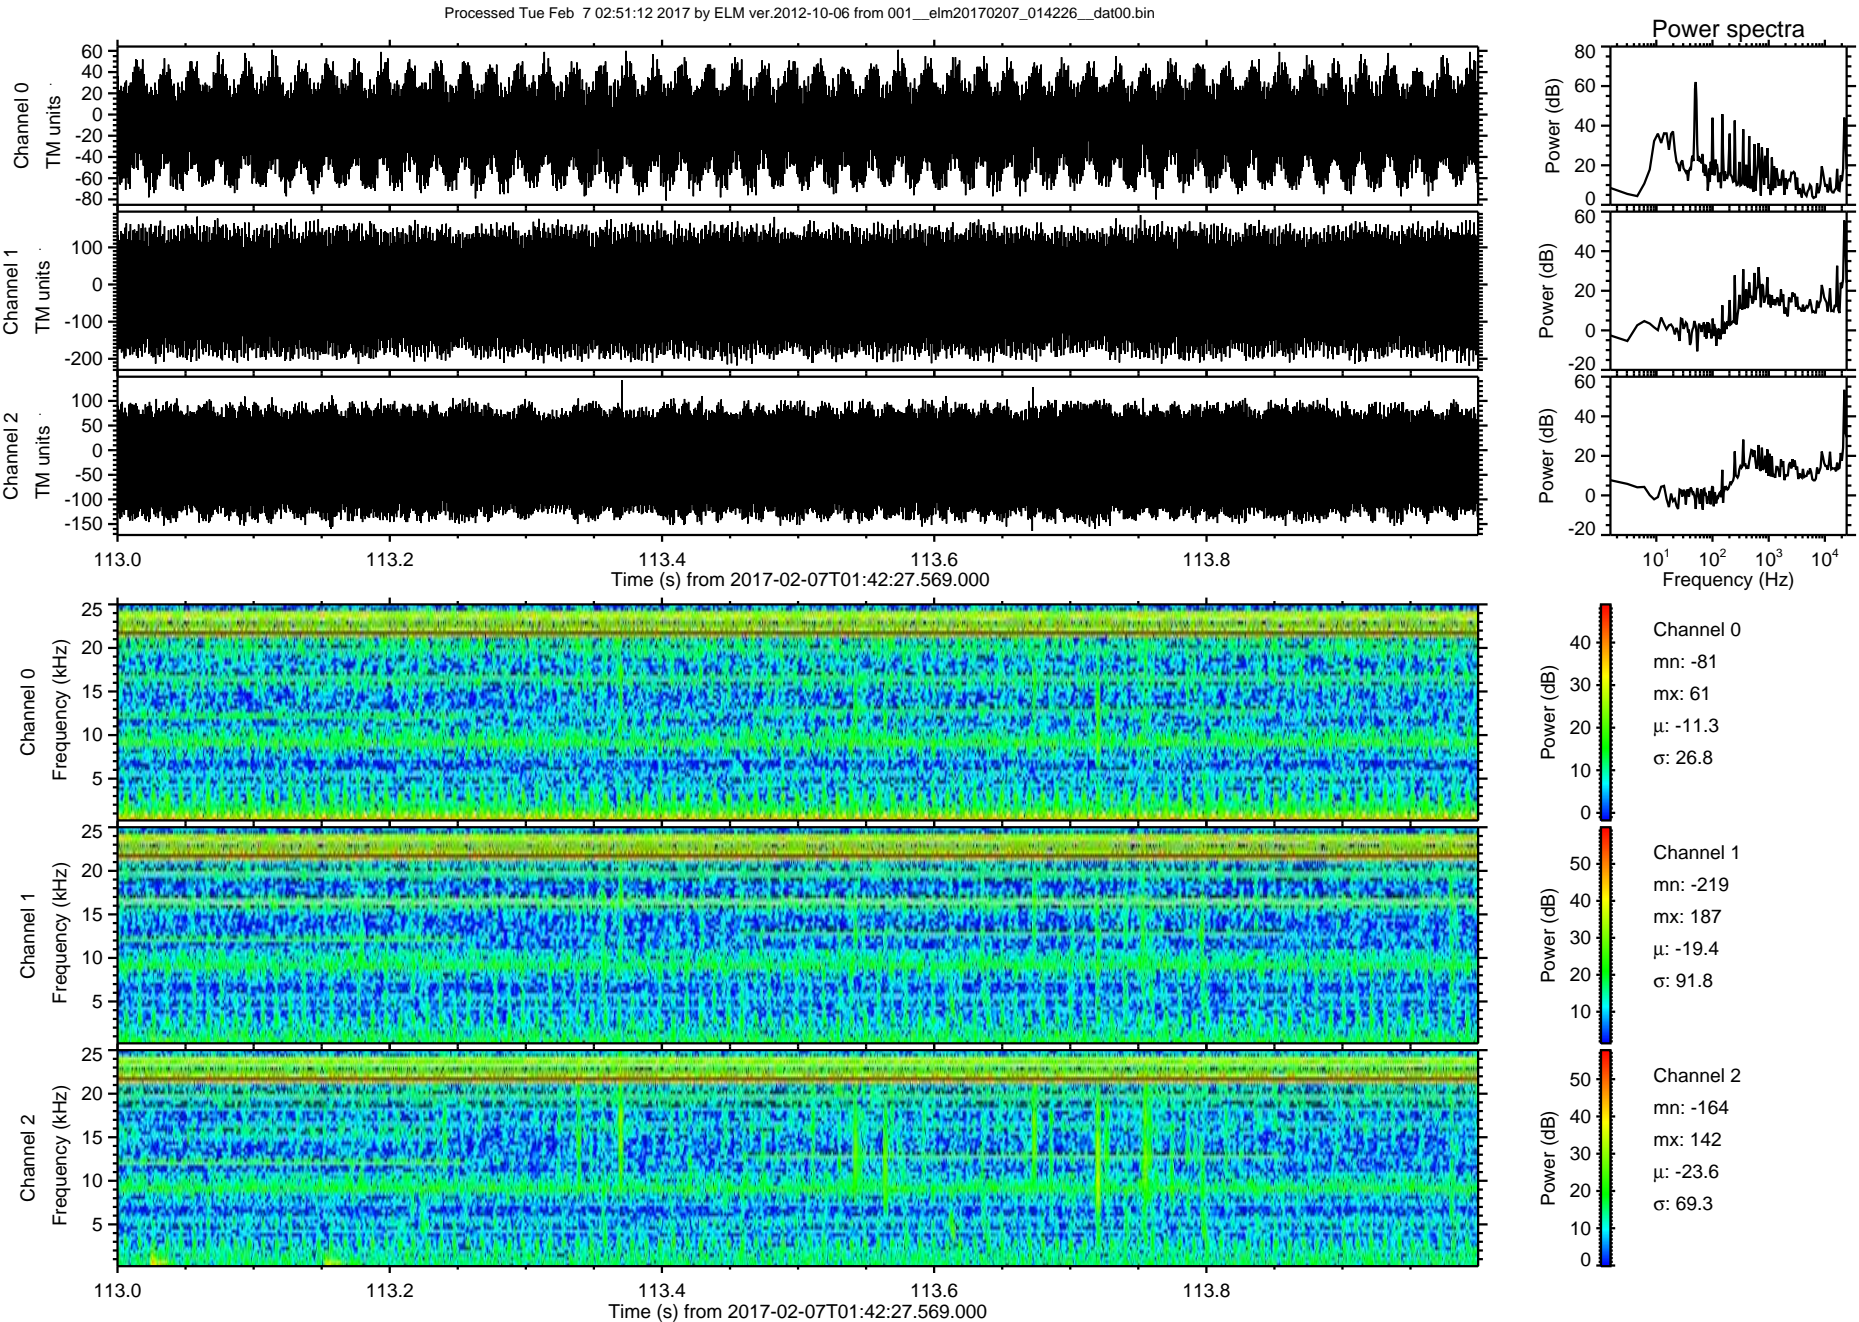 Processed Tue Feb  7 02:51:12 2017 by ELM ver.2012-10-06 from 001__elm20170207_014226__dat00.bin
Power spectra
Channel 0
TM units
60
40
20
0
-20
-40
-60
-80
Power (dB)
80
60
40
20
0
Channel 1
TM units
100
0
-100
-200
Power (dB)
60
40
20
0
-20
Channel 2
TM units
100
50
0
-50
-100
-150
Power (dB)
60
40
20
0
-20
113.0 113.2 113.4 113.6 113.8
Time (s) from 2017-02-07T01:42:27.569.000
10^1 10^2 10^3 10^4
Frequency (Hz)
Channel 0
Frequency (kHz)
25
20
15
10
5
Power (dB)
40
30
20
10
0
Channel 0
mn: -81
mx: 61
μ: -11.3
σ: 26.8
Channel 1
Frequency (kHz)
25
20
15
10
5
Power (dB)
50
40
30
20
10
Channel 1
mn: -219
mx: 187
μ: -19.4
σ: 91.8
Channel 2
Frequency (kHz)
25
20
15
10
5
Power (dB)
50
40
30
20
10
0
Channel 2
mn: -164
mx: 142
μ: -23.6
σ: 69.3
113.0 113.2 113.4 113.6 113.8
Time (s) from 2017-02-07T01:42:27.569.000